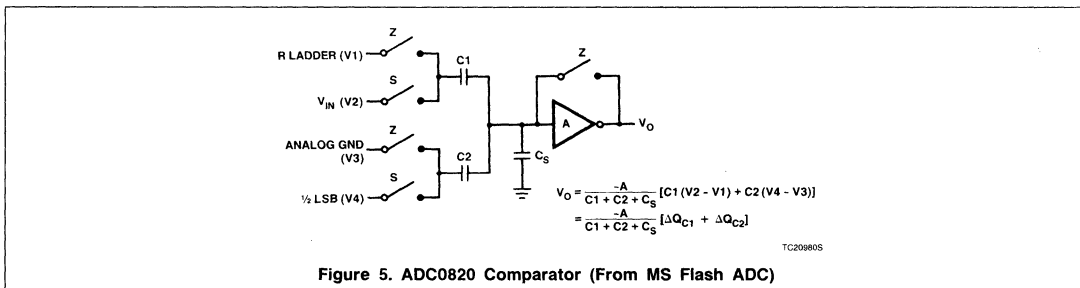 Z
R LADDER (V1)
C1
Z
S
V_IN (V2)
A
V_O
Z
ANALOG GND
(V3)
C2
C_S
S
½ LSB (V4)
V_O = -A / (C1 + C2 + C_S) [C1 (V2 - V1) + C2 (V4 - V3)]
= -A / (C1 + C2 + C_S) [ΔQ_C1 + ΔQ_C2]
TC20980S
Figure 5. ADC0820 Comparator (From MS Flash ADC)